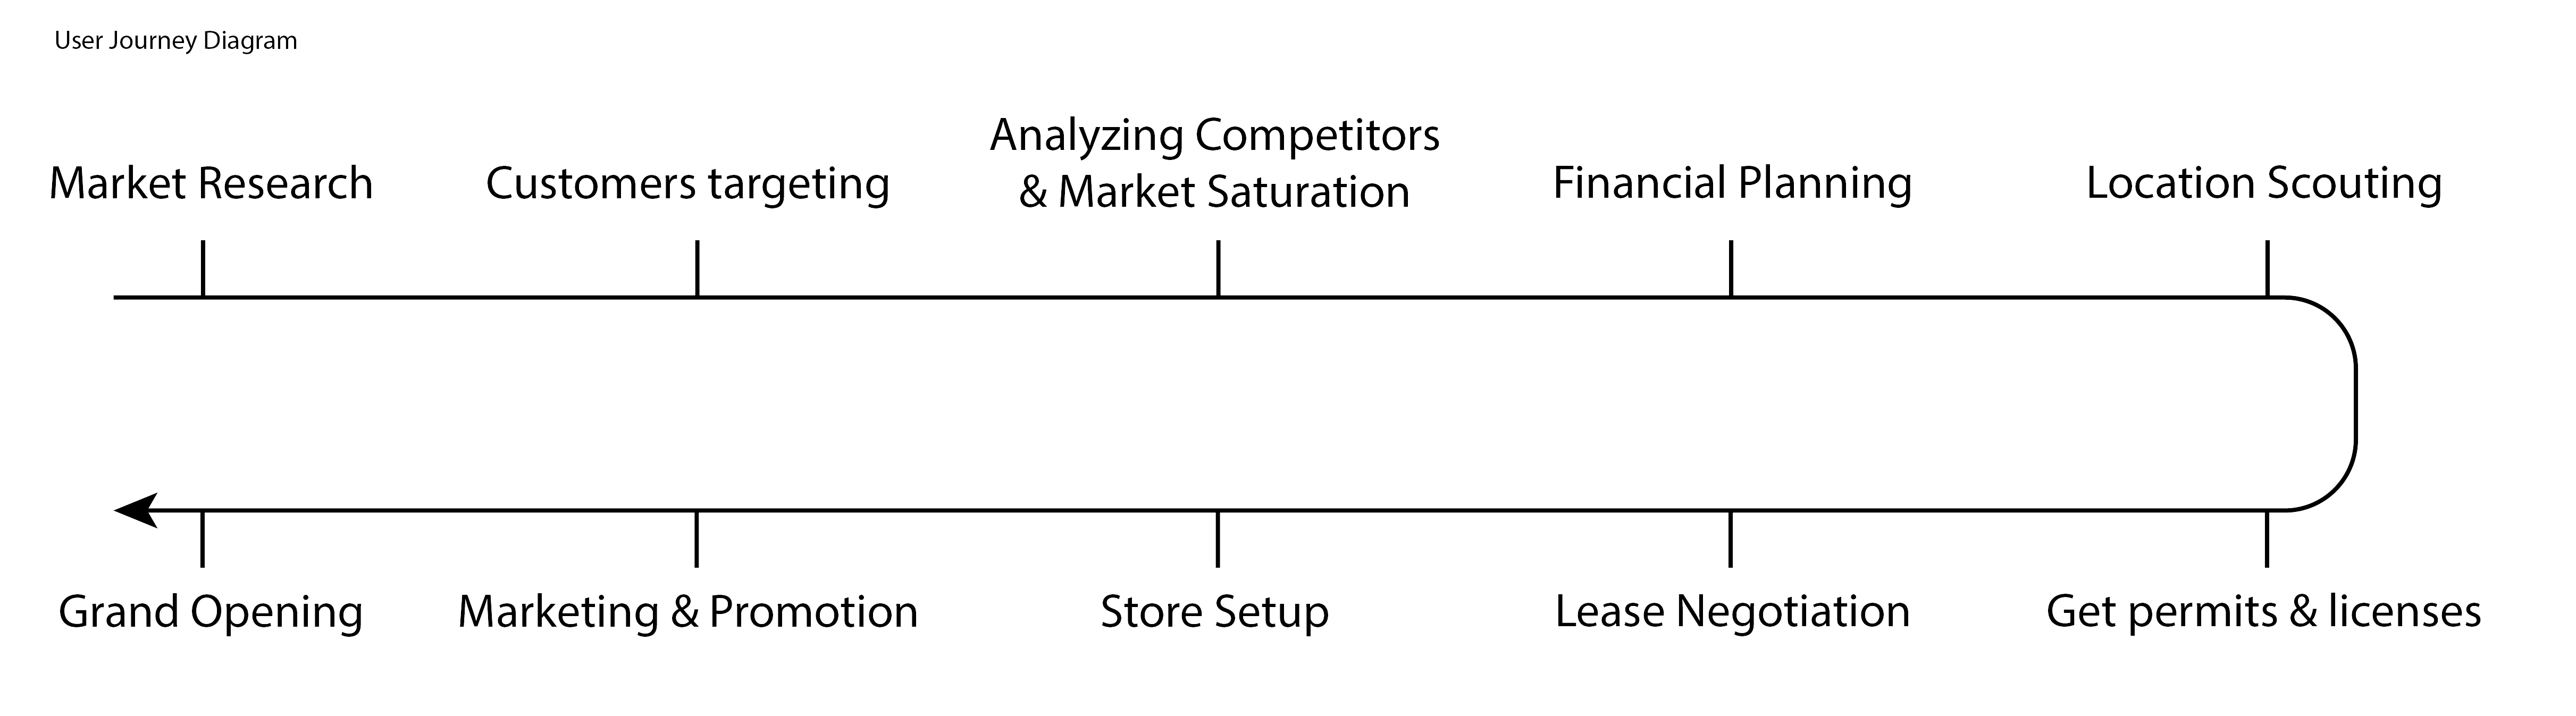 User Journey Diagram
Market Research
Customers targeting
Analyzing Competitors
& Market Saturation
Financial Planning
Location Scouting
Grand Opening
Marketing & Promotion
Store Setup
Lease Negotiation
Get permits & licenses